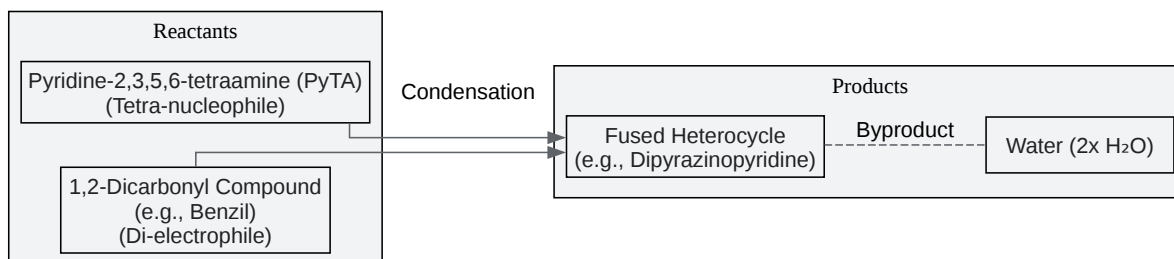 Reactants
Pyridine-2,3,5,6-tetraamine (PyTA)
(Tetra-nucleophile)
1,2-Dicarbonyl Compound
(e.g., Benzil)
(Di-electrophile)
Condensation
Products
Fused Heterocycle
(e.g., Dipyrazinopyridine)
Byproduct
Water (2x H₂O)